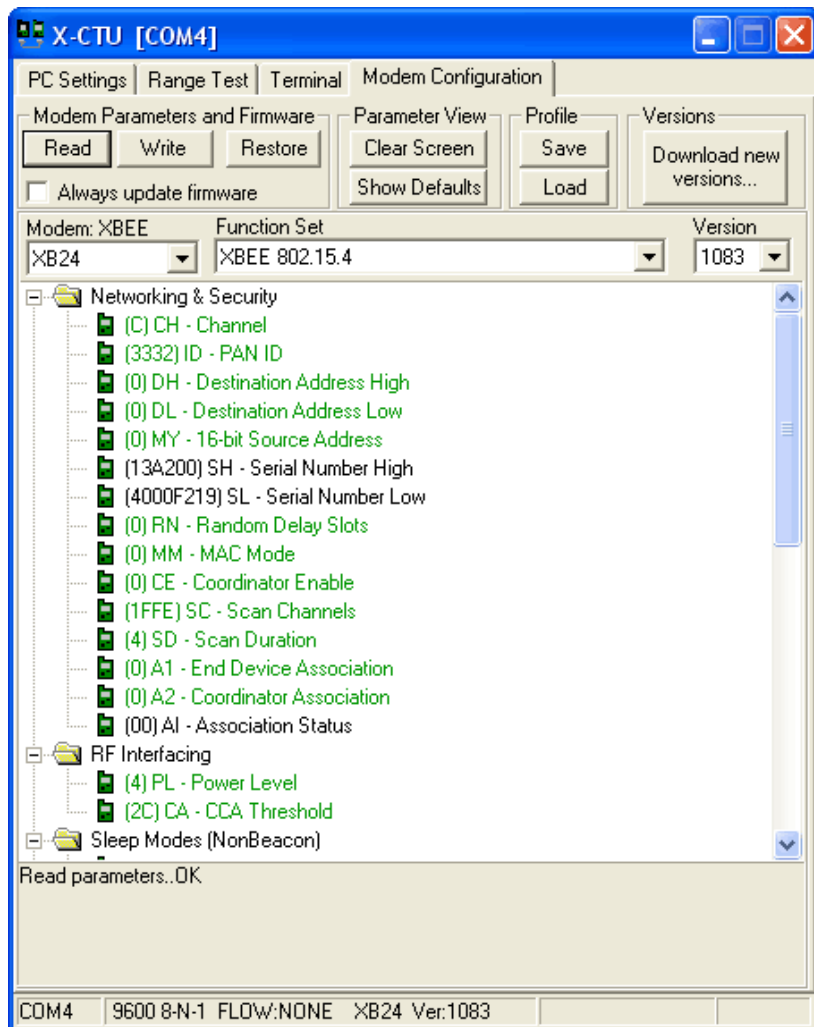 X-CTU [COM4]
PC Settings Range Test Terminal Modem Configuration
Modem Parameters and Firmware Parameter View Profile Versions
Read Write Restore Clear Screen Save Download new versions...
Always update firmware Show Defaults Load
Modem: XBEE Function Set Version
XB24 XBEE 802.15.4 1083
Networking & Security
(C) CH - Channel
(3332) ID - PAN ID
(0) DH - Destination Address High
(0) DL - Destination Address Low
(0) MY - 16-bit Source Address
(13A200) SH - Serial Number High
(4000F219) SL - Serial Number Low
(0) RN - Random Delay Slots
(0) MM - MAC Mode
(0) CE - Coordinator Enable
(1FFE) SC - Scan Channels
(4) SD - Scan Duration
(0) A1 - End Device Association
(0) A2 - Coordinator Association
(00) AI - Association Status
RF Interfacing
(4) PL - Power Level
(2C) CA - CCA Threshold
Sleep Modes (NonBeacon)
Read parameters..OK
COM4 9600 8-N-1 FLOW:NONE XB24 Ver:1083